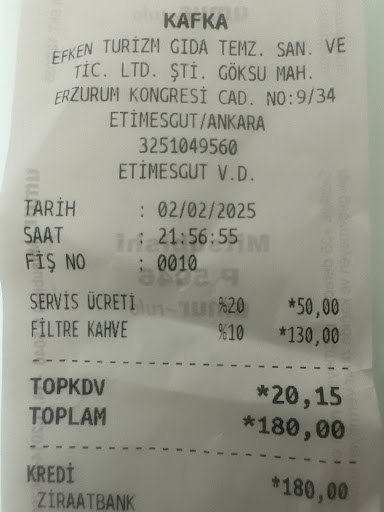 KAFKA
EFKEN TURİZM GIDA TEMZ. SAN. VE
TİC. LTD. ŞTİ. GÖKSU MAH.
ERZURUM KONGRESİ CAD. NO:9/34
ETİMESGUT/ANKARA
3251049560
ETİMESGUT V.D.
TARİH : 02/02/2025
SAAT : 21:56:55
FİŞ NO : 0010
SERVİS ÜCRETİ %20 *50,00
FİLTRE KAHVE %10 *130,00
TOPKDV *20,15
TOPLAM *180,00
KREDİ *180,00
ZIRAATBANK